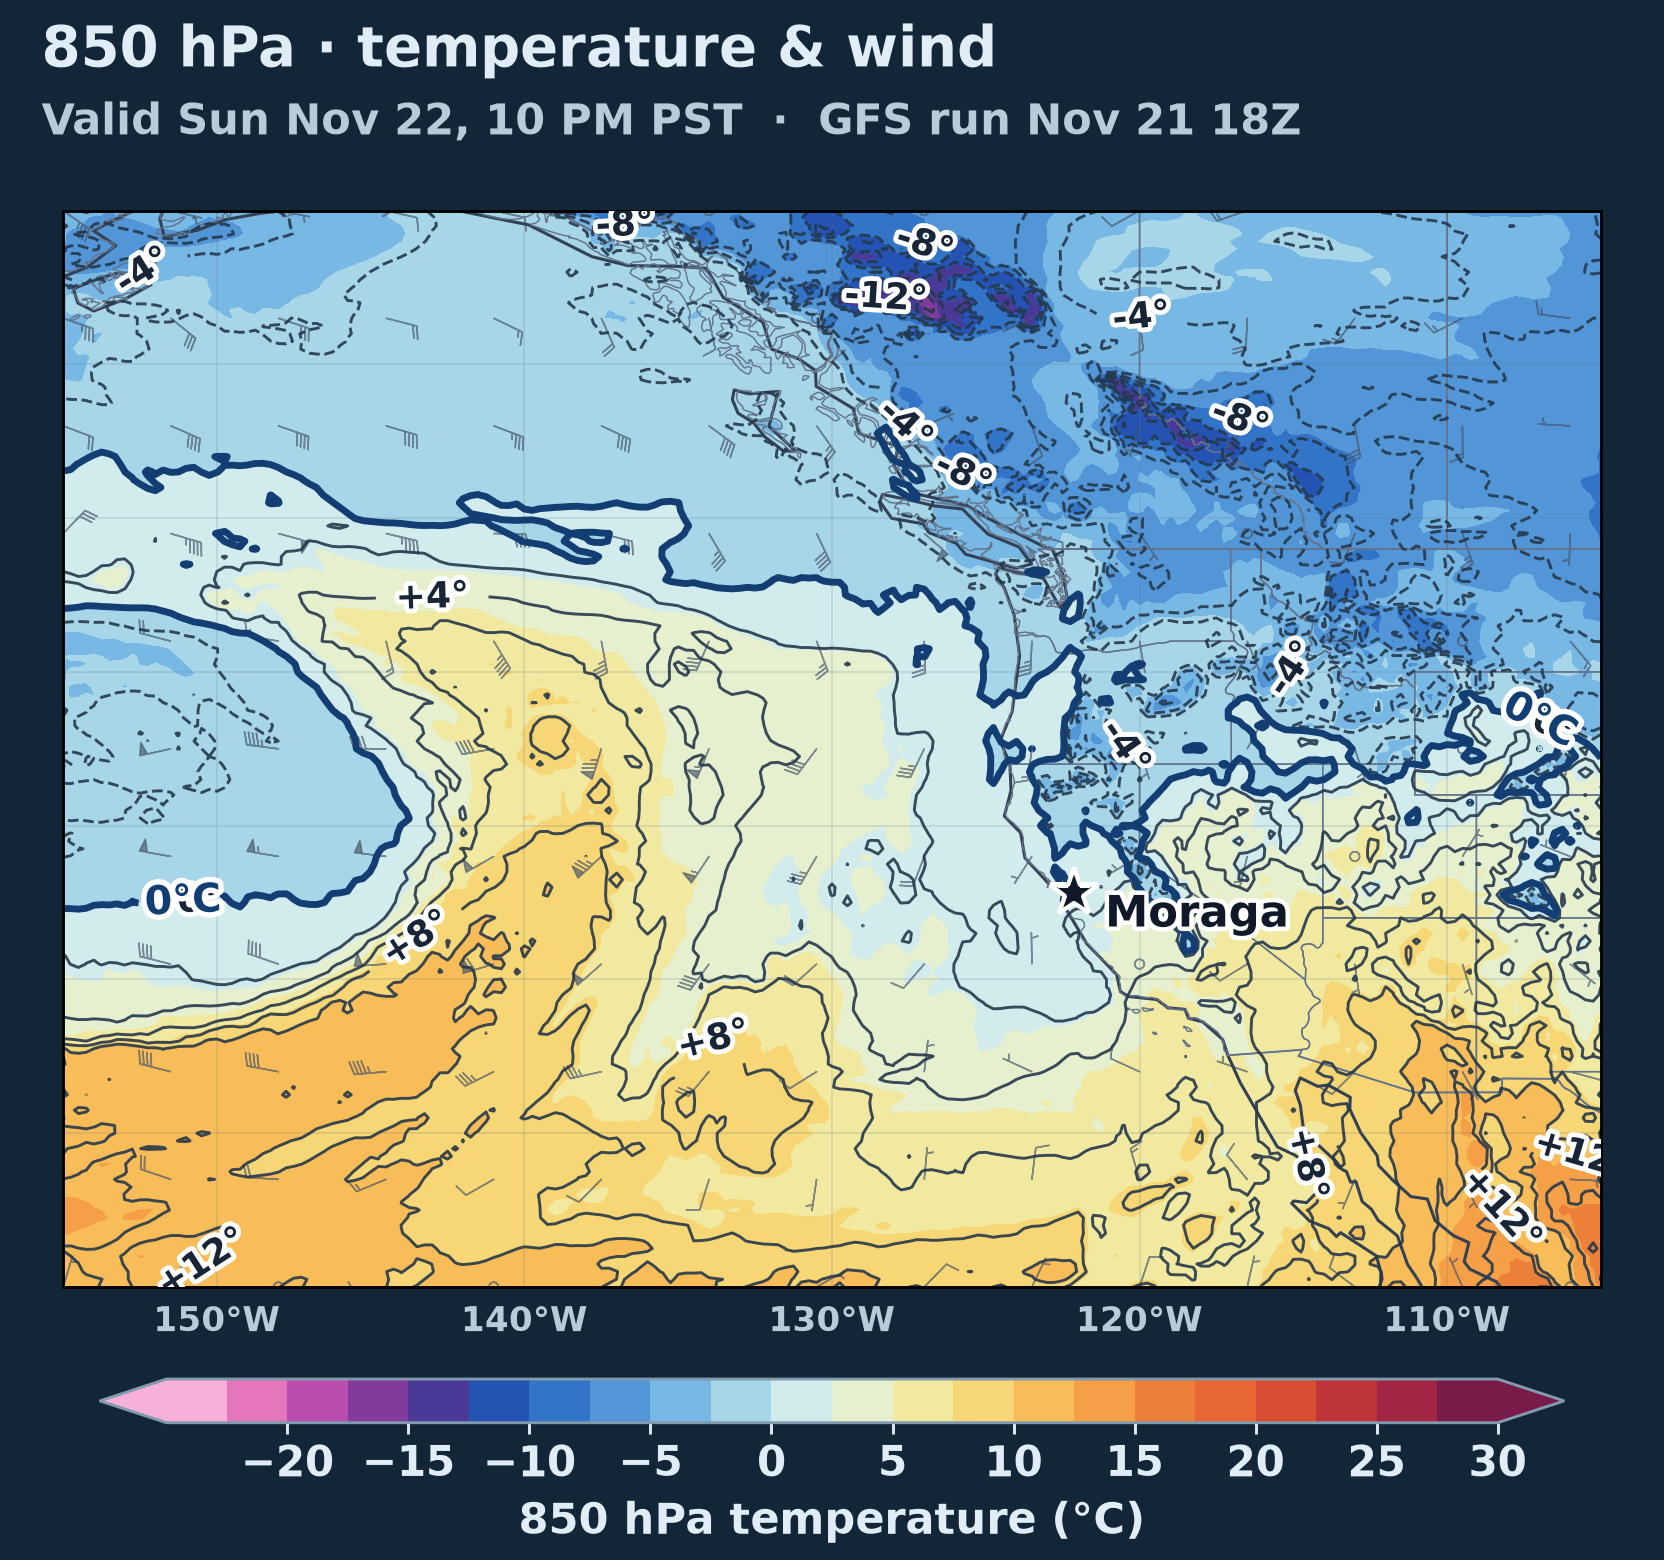 850 hPa · temperature & wind
Valid Sun Nov 22, 10 PM PST · GFS run Nov 21 18Z
-8°
-8°
-4°
-12°
-4°
-4°
-8°
-8°
+4°
-4°
0°C
-4°
0°C
Moraga
+8°
+8°
+8°
+12
+12°
+12°
150°W 140°W 130°W 120°W 110°W
−20 −15 −10 −5 0 5 10 15 20 25 30
850 hPa temperature (°C)